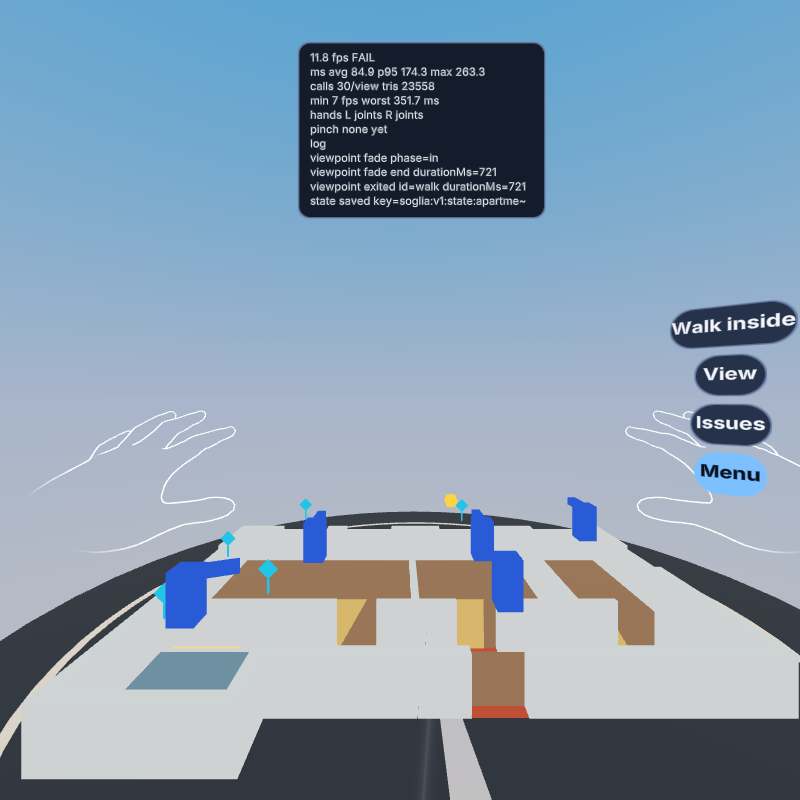 11.8 fps FAIL
ms avg 84.9 p95 174.3 max 263.3
calls 30/view tris 23558
min 7 fps worst 351.7 ms
hands L joints R joints
pinch none yet
log
viewpoint fade phase=in
viewpoint fade end durationMs=721
viewpoint exited id=walk durationMs=721
state saved key=soglia:v1:state:apartme~
Walk inside
View
Issues
Menu